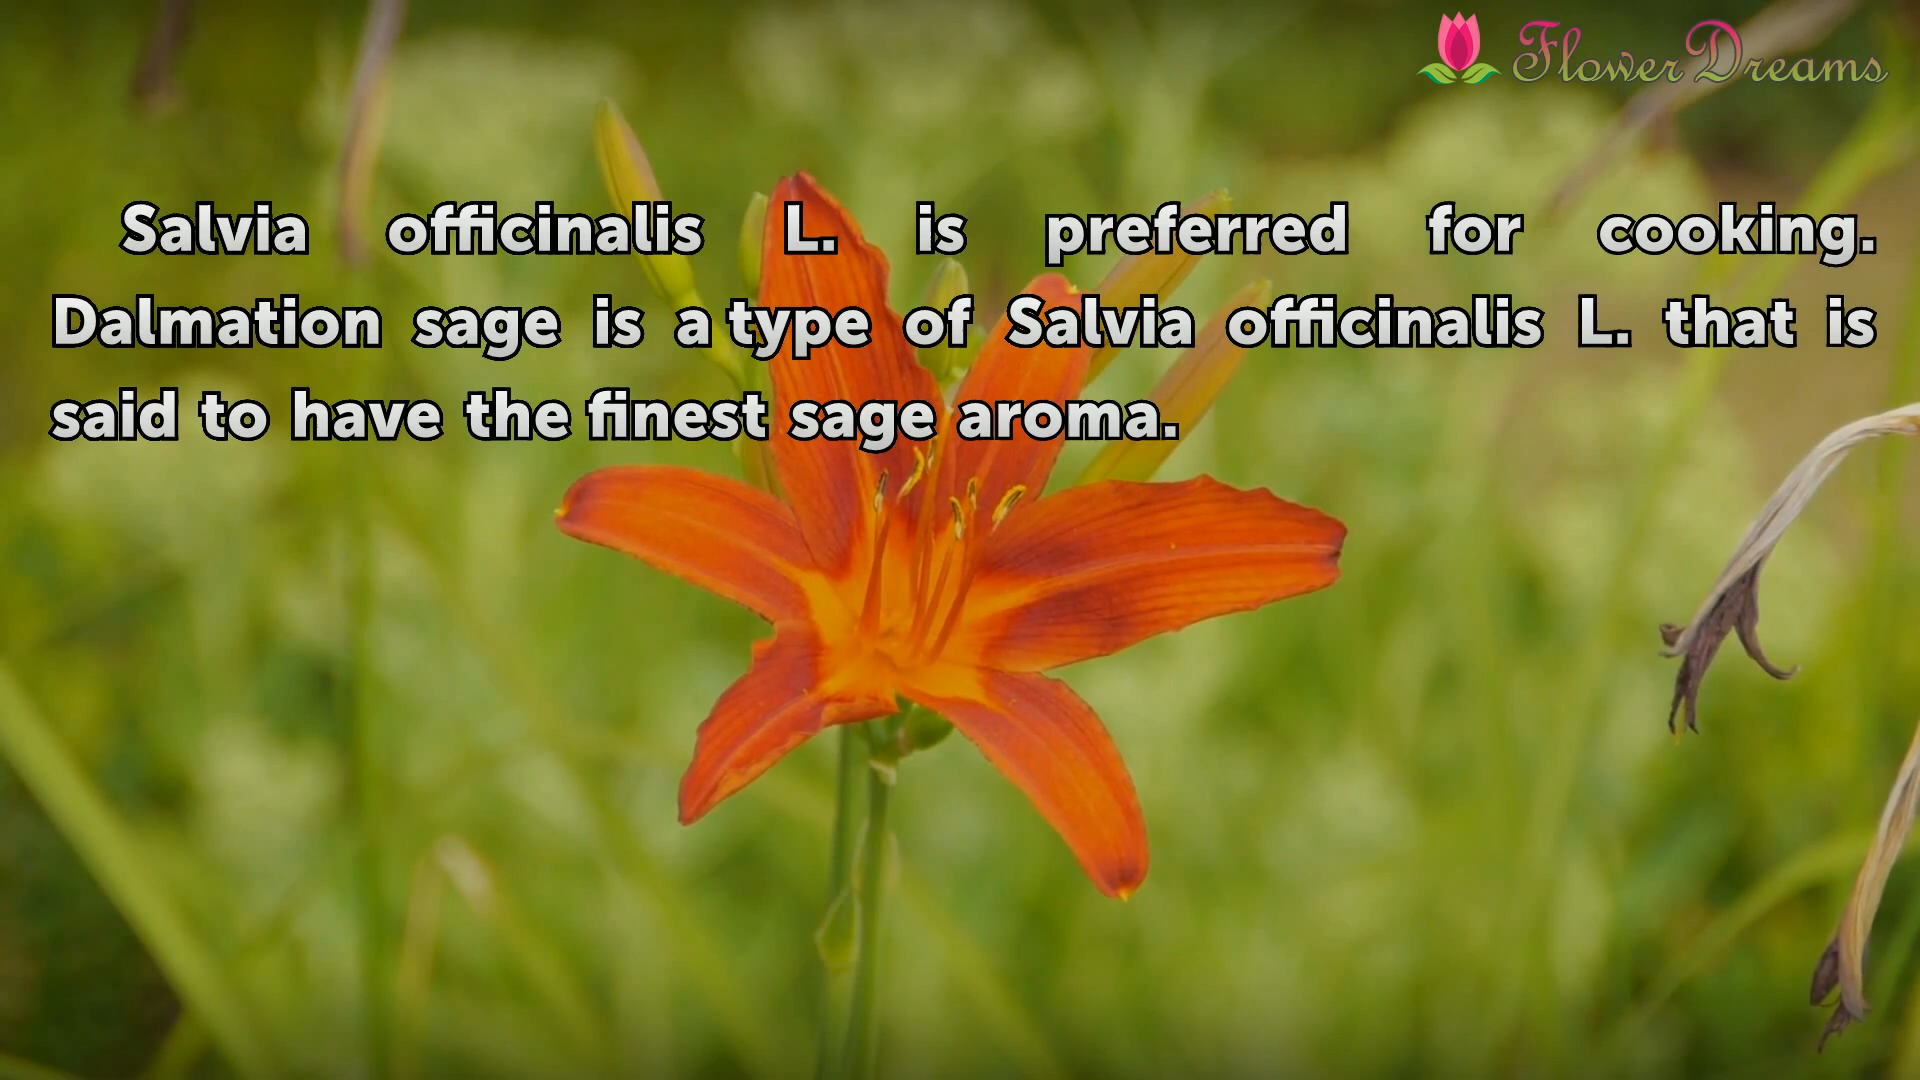 FlowerDreams
Salvia officinalis L. is preferred for cooking.
Dalmation sage is a type of Salvia officinalis L. that is
said to have the finest sage aroma.